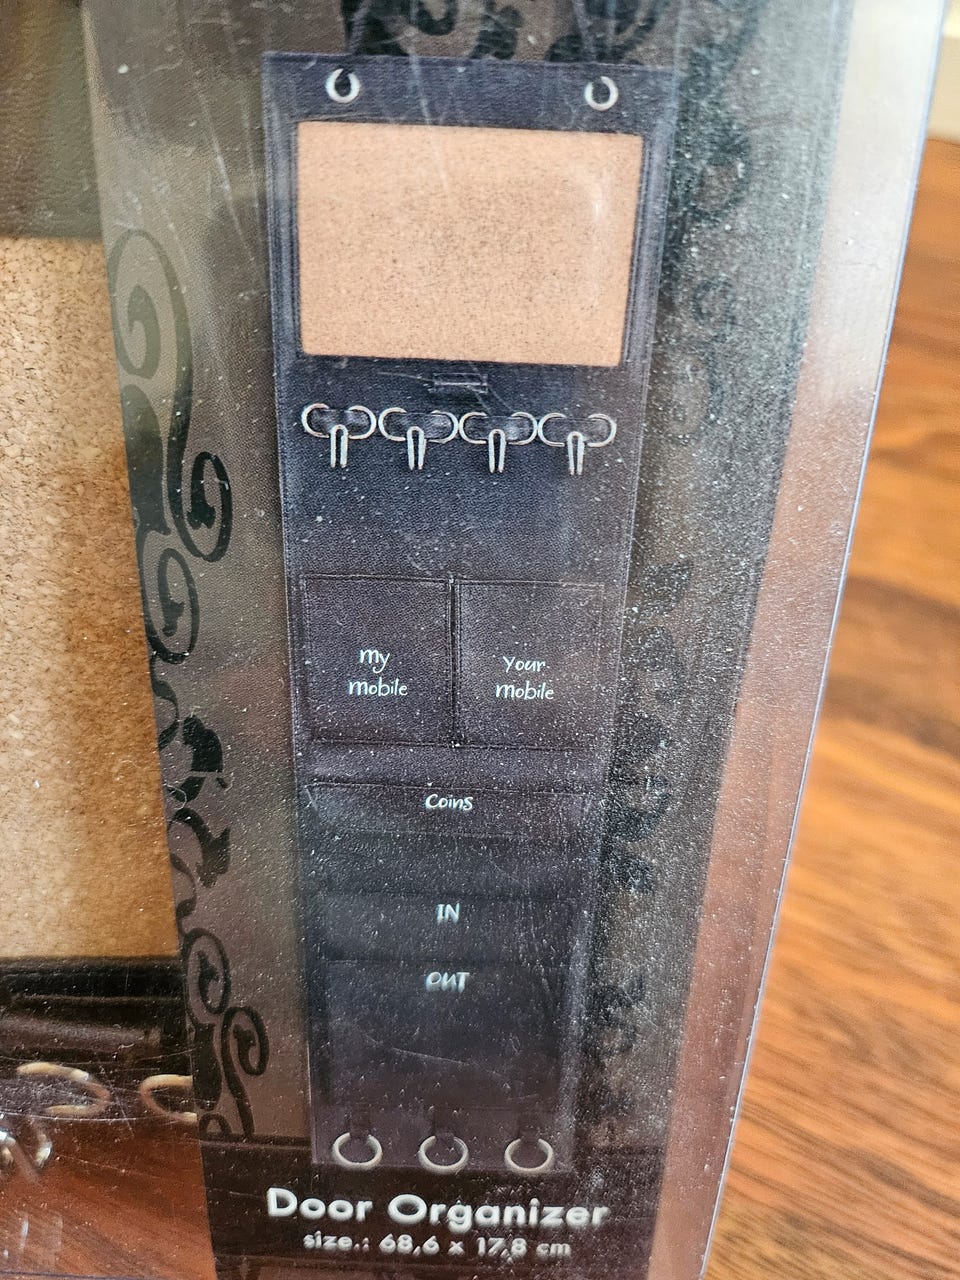 my
mobile
Your
mobile
Coins
IN
OUT
Door Organizer
size.: 68,6 x 17,8 cm